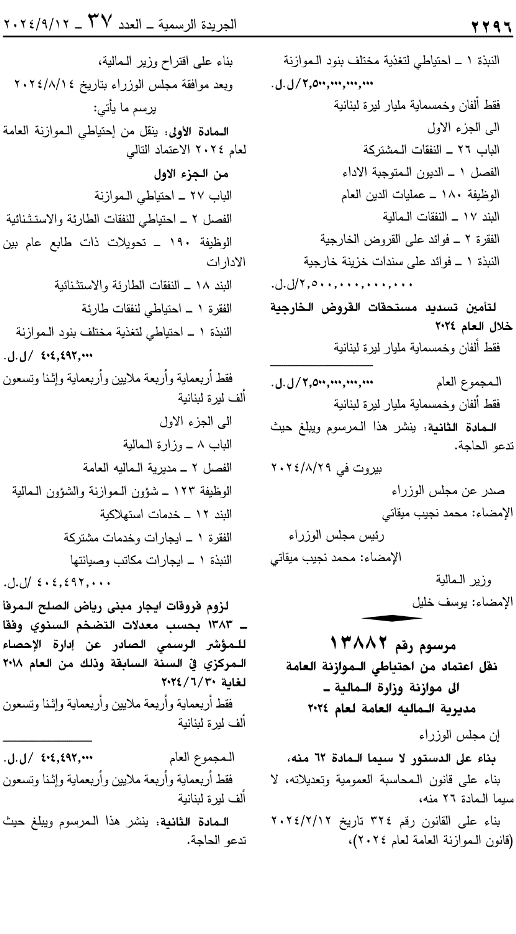 ٢٢٩٦
الجريدة الرسمية ـ العدد ٣٧ ـ ٢٠٢٤/٩/١٢
النبذة ١ ـ احتياطي لتغذية مختلف بنود الموازنة
٢,٥٠٠,٠٠٠,٠٠٠,٠٠٠/ل.ل.
فقط ألفان وخمسماية مليار ليرة لبنانية
الى الجزء الاول
الباب ٢٦ ـ النفقات المشتركة
الفصل ١ ـ الديون المتوجبة الاداء
الوظيفة ١٨٠ ـ عمليات الدين العام
البند ١٧ ـ النفقات المالية
الفقرة ٢ ـ فوائد على القروض الخارجية
النبذة ١ ـ فوائد على سندات خزينة خارجية
٢,٥٠٠,٠٠٠,٠٠٠,٠٠٠/ل.ل.
لتأمين تسديد مستحقات القروض الخارجية
خلال العام ٢٠٢٤
فقط ألفان وخمسماية مليار ليرة لبنانية
المجموع العام ٢,٥٠٠,٠٠٠,٠٠٠,٠٠٠/ل.ل.
فقط ألفان وخمسماية مليار ليرة لبنانية
المادة الثانية: ينشر هذا المرسوم ويبلغ حيث
تدعو الحاجة.
بيروت في ٢٠٢٤/٨/٢٩
صدر عن مجلس الوزراء
الإمضاء: محمد نجيب ميقاتي
رئيس مجلس الوزراء
الإمضاء: محمد نجيب ميقاتي
وزير المالية
الإمضاء: يوسف خليل
مرسوم رقم ١٣٨٨٢
نقل اعتماد من احتياطي الموازنة العامة
الى موازنة وزارة المالية ـ
مديرية المالية العامة لعام ٢٠٢٤
إن مجلس الوزراء
بناء على الدستور لا سيما المادة ٦٢ منه،
بناء على قانون المحاسبة العمومية وتعديلاته، لا
سيما المادة ٢٦ منه،
بناء على القانون رقم ٣٢٤ تاريخ ٢٠٢٤/٢/١٢
(قانون الموازنة العامة لعام ٢٠٢٤)،
بناء على اقتراح وزير المالية،
وبعد موافقة مجلس الوزراء بتاريخ ٢٠٢٤/٨/١٤
يرسم ما يأتي:
المادة الأولى: ينقل من إحتياطي الموازنة العامة
لعام ٢٠٢٤ الاعتماد التالي
من الجزء الاول
الباب ٢٧ ـ احتياطي الموازنة
الفصل ٢ ـ احتياطي للنفقات الطارئة والاستثنائية
الوظيفة ١٩٠ ـ تحويلات ذات طابع عام بين
الادارات
البند ١٨ ـ النفقات الطارئة والاستثنائية
الفقرة ١ ـ احتياطي لنفقات طارئة
النبذة ١ ـ احتياطي لتغذية مختلف بنود الموازنة
٤٠٤,٤٩٢,٠٠٠ /ل.ل.
فقط أربعماية وأربعة ملايين وأربعماية وإثنا وتسعون
ألف ليرة لبنانية
الى الجزء الاول
الباب ٨ ـ وزارة المالية
الفصل ٢ ـ مديرية الماليه العامة
الوظيفة ١٢٣ ـ شؤون الموازنة والشؤون المالية
البند ١٢ ـ خدمات استهلاكية
الفقرة ١ ـ ايجارات وخدمات مشتركة
النبذة ١ ـ ايجارات مكاتب وصيانتها
٤٠٤,٤٩٢,٠٠٠ /ل.ل.
لزوم فروقات ايجار مبنى رياض الصلح المرفأ
ـ ١٣٨٣ بحسب معدلات التضخم السنوي وفقا
للمؤشر الرسمي الصادر عن إدارة الإحصاء
المركزي في السنة السابقة وذلك من العام ٢٠١٨
لغاية ٢٠٢٤/٦/٣٠
فقط أربعماية وأربعة ملايين وأربعماية وإثنا وتسعون
ألف ليرة لبنانية
المجموع العام ٤٠٤,٤٩٢,٠٠٠ /ل.ل.
فقط أربعماية وأربعة ملايين وأربعماية وإثنا وتسعون
ألف ليرة لبنانية
المادة الثانية: ينشر هذا المرسوم ويبلغ حيث
تدعو الحاجة.